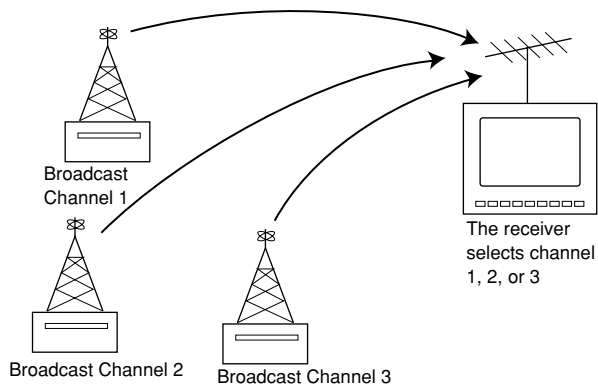 Broadcast
Channel 1
The receiver
selects channel
1, 2, or 3
Broadcast Channel 2
Broadcast Channel 3